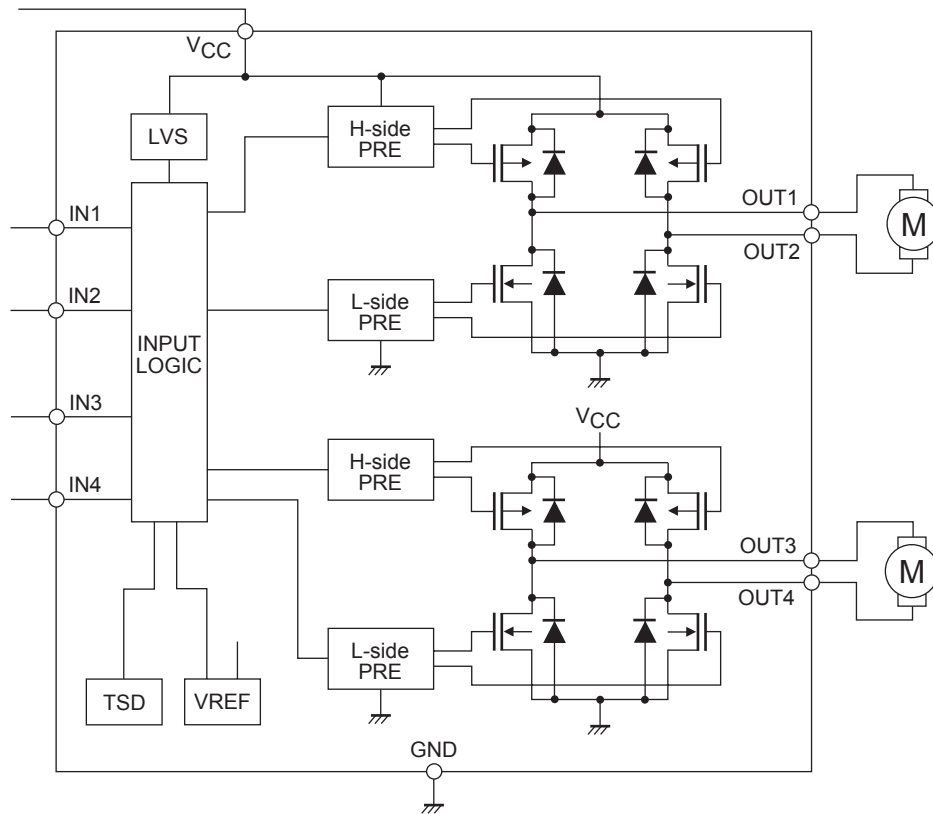 VCC
LVS
H-side
PRE
IN1
OUT1
M
OUT2
IN2
L-side
PRE
INPUT
LOGIC
IN3
VCC
H-side
PRE
IN4
OUT3
M
OUT4
L-side
PRE
TSD
VREF
GND